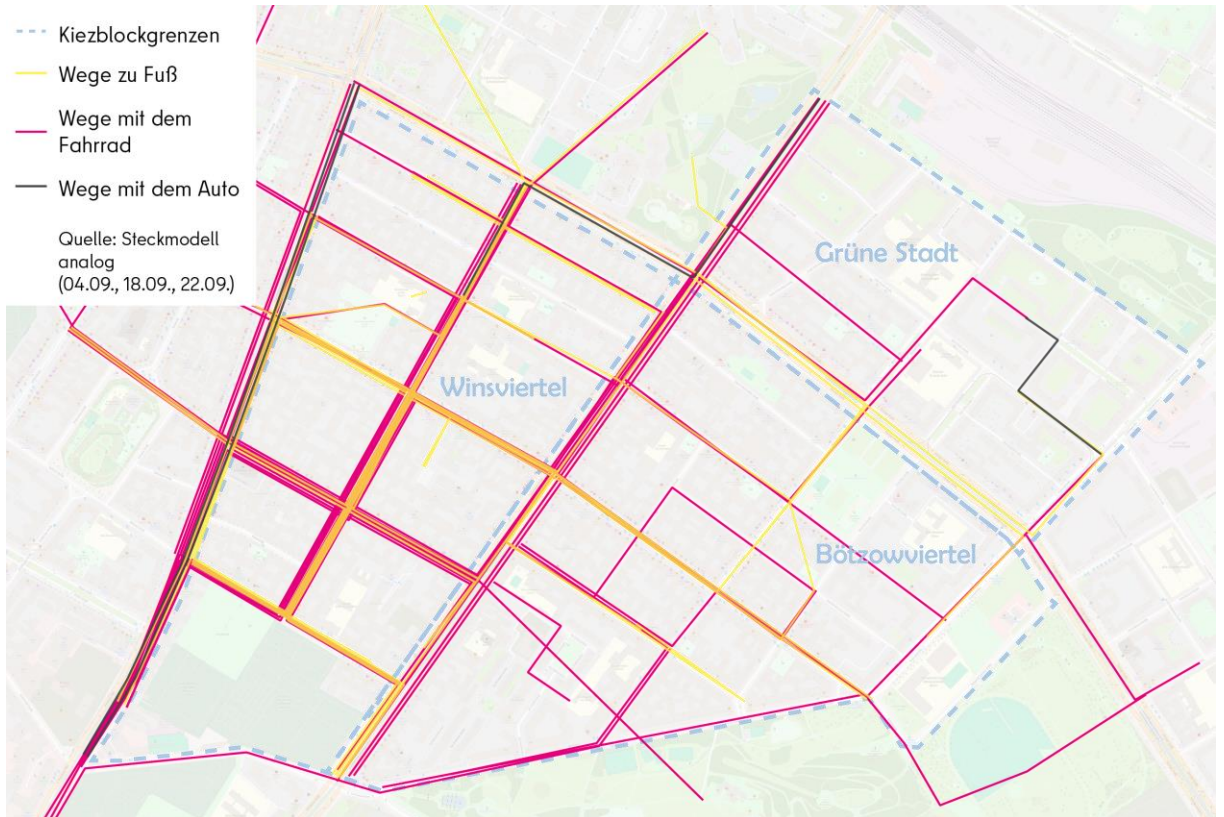 Kiezblockgrenzen
Wege zu Fuß
Wege mit dem
Fahrrad
Wege mit dem Auto
Quelle: Steckmodell
analog
(04.09., 18.09., 22.09.)
Grüne Stadt
Winsviertel
Bötzowviertel